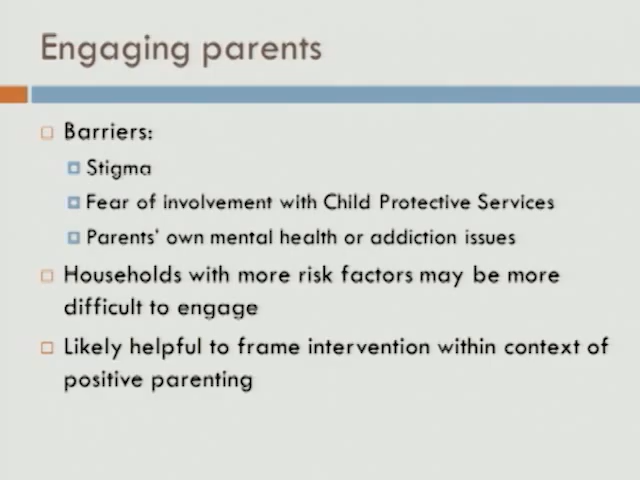 Engaging parents
Barriers:
Stigma
Fear of involvement with Child Protective Services
Parents' own mental health or addiction issues
Households with more risk factors may be more
difficult to engage
Likely helpful to frame intervention within context of
positive parenting